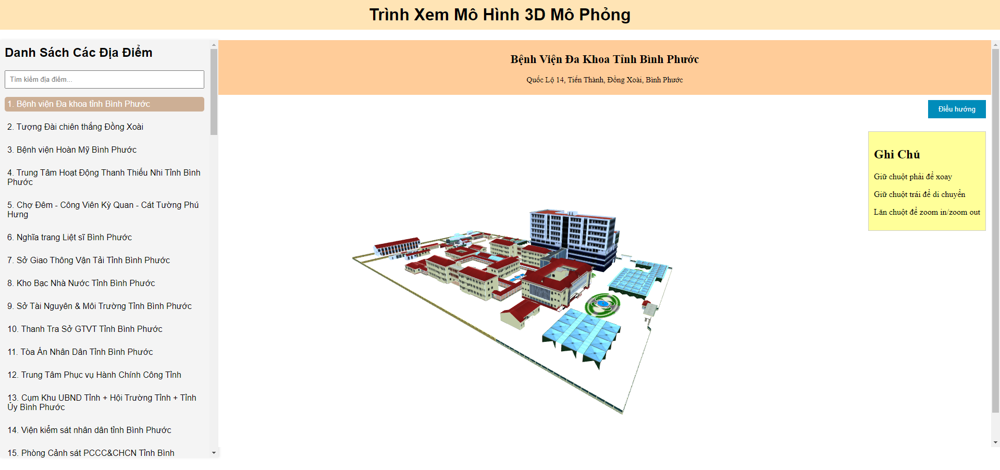 Trình Xem Mô Hình 3D Mô Phỏng
Danh Sách Các Địa Điểm
Tìm kiếm địa điểm...
1. Bệnh viện Đa khoa tỉnh Bình Phước
2. Tượng Đài chiến thắng Đồng Xoài
3. Bệnh viện Hoàn Mỹ Bình Phước
4. Trung Tâm Hoạt Động Thanh Thiếu Nhi Tỉnh Bình
Phước
5. Chợ Đêm - Công Viên Kỳ Quan - Cát Tường Phú
Hưng
6. Nghĩa trang Liệt sĩ Bình Phước
7. Sở Giao Thông Vận Tải Tỉnh Bình Phước
8. Kho Bạc Nhà Nước Tỉnh Bình Phước
9. Sở Tài Nguyên & Môi Trường Tỉnh Bình Phước
10. Thanh Tra Sở GTVT Tỉnh Bình Phước
11. Tòa Án Nhân Dân Tỉnh Bình Phước
12. Trung Tâm Phục vụ Hành Chính Công Tỉnh
13. Cụm Khu UBND Tỉnh + Hội Trường Tỉnh + Tỉnh
Ủy Bình Phước
14. Viện kiểm sát nhân dân tỉnh Bình Phước
15. Phòng Cảnh sát PCCC&CHCN Tỉnh Bình
Bệnh Viện Đa Khoa Tỉnh Bình Phước
Quốc Lộ 14, Tiến Thành, Đồng Xoài, Bình Phước
Điều hướng
Ghi Chú
Giữ chuột phải để xoay
Giữ chuột trái để di chuyển
Lăn chuột để zoom in/zoom out